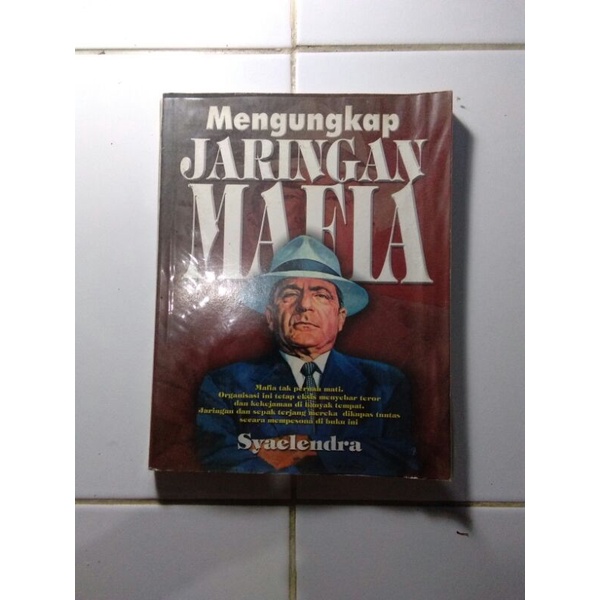 Mengungkap
JARINGAN
MAFIA
Mafia tak pernah mati.
Organisasi ini tetap eksis menyebar teror
dan kekejaman di banyak tempat.
Jaringan dan sepak terjang mereka dikupas tuntas
secara mempesona di buku ini
Syaelendra